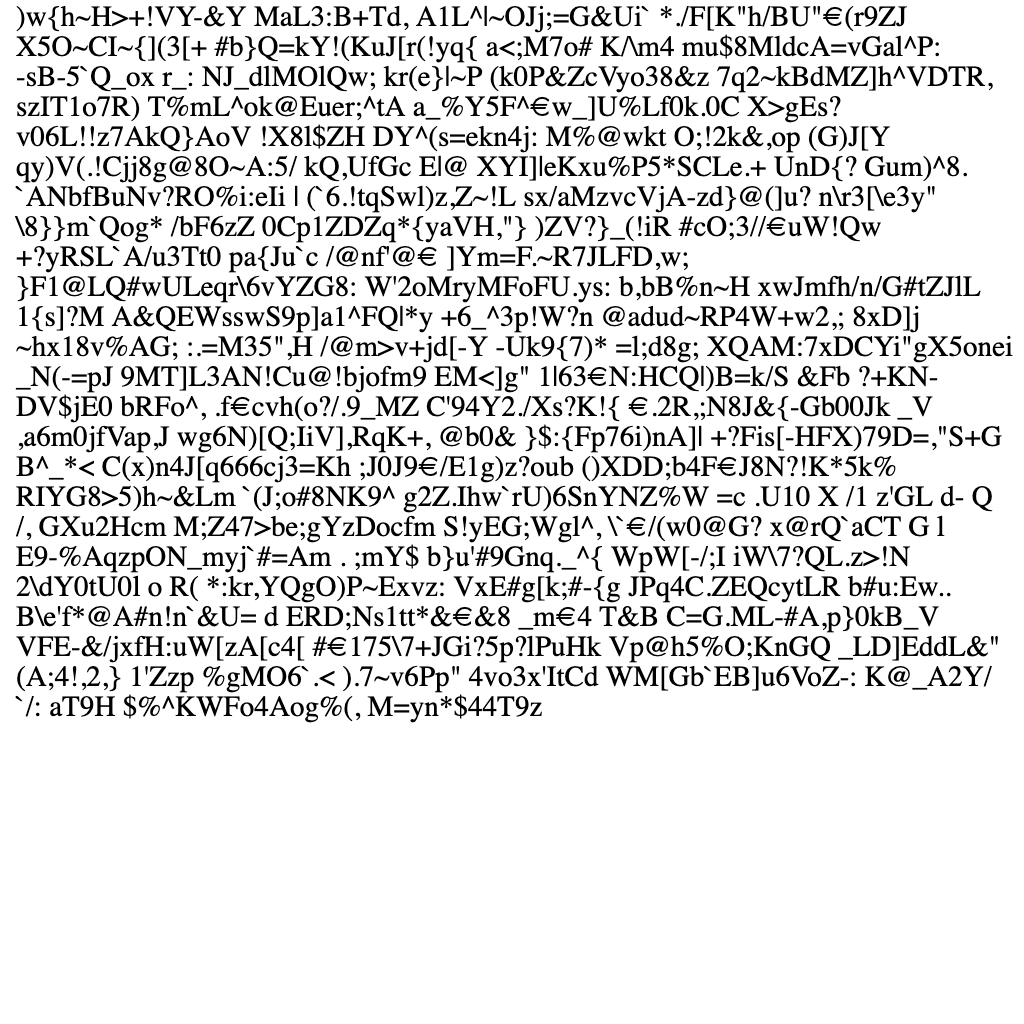 )w{h~H>+!VY-&Y MaL3:B+Td, A1L^|~OJj;=G&Ui` *./F[K"h/BU"€(r9ZJ
X5O~CI~{](3[+ #b}Q=kY!(KuJ[r(!yq{ a<;M7o# K/\m4 mu$8MldcA=vGal^P:
-sB-5`Q_ox r_: NJ_dlMOlQw; kr(e}l~P (k0P&ZcVyo38&z 7q2~kBdMZ]h^VDTR,
szIT1o7R) T%mL^ok@Euer;^tA a_%Y5F^€w_]U%Lf0k.0C X>gEs?
v06L!!z7AkQ}AoV !X8l$ZH DY^(s=ekn4j: M%@wkt O;!2k&,op (G)J[Y
qy)V(.!Cjj8g@8O~A:5/ kQ,UfGc E|@ XYI]|eKxu%P5*SCLe.+ UnD{? Gum)^8.
`ANbfBuNv?RO%i:eIi | (`6.!tqSwl)z,Z~!L sx/aMzvcVjA-zd}@(]u? n\r3[\e3y"
\8}}m`Qog* /bF6zZ 0Cp1ZDZq*{yaVH,"} )ZV?}_(!iR #cO;3//€uW!Qw
+?yRSL`A/u3Tt0 pa{Ju`c /@nf'@€ ]Ym=F.~R7JLFD,w;
}F1@LQ#wULeqr\6vYZG8: W'2oMryMFoFU.ys: b,bB%n~H xwJmfh/n/G#tZJlL
1{s]?M A&QEWsswS9p]a1^FQ|*y +6_^3p!W?n @adud~RP4W+w2,; 8xD]j
~hx18v%AG; :.=M35",H /@m>v+jd[-Y -Uk9{7)* =l;d8g; XQAM:7xDCYi"gX5onei
_N(-=pJ 9MT]L3AN!Cu@!bjofm9 EM<]g" 1|63€N:HCQ|)B=k/S &Fb ?+KN-
DV$jE0 bRFo^, .f€cvh(o?/.9_MZ C'94Y2./Xs?K!{ €.2R,;N8J&{-Gb00Jk _V
,a6m0jfVap,J wg6N)[Q;IiV],RqK+, @b0& }$:{Fp76i)nA]| +?Fis[-HFX)79D=,"S+G
B^_*< C(x)n4J[q666cj3=Kh ;J0J9€/E1g)z?oub ()XDD;b4F€J8N?!K*5k%
RIYG8>5)h~&Lm `(J;o#8NK9^ g2Z.Ihw`rU)6SnYNZ%W =c .U10 X /1 z'GL d- Q
/, GXu2Hcm M;Z47>be;gYzDocfm S!yEG;Wgl^, \`€/(w0@G? x@rQ`aCT G l
E9-%AqzpON_myj`#=Am . ;mY$ b}u'#9Gnq._^{ WpW[-/;I iW\7?QL.z>!N
2\dY0tU0l o R( *:kr,YQgO)P~Exvz: VxE#g[k;#-{g JPq4C.ZEQcytLR b#u:Ew..
B\e'f*@A#n!n`&U= d ERD;Ns1tt*&€&8 _m€4 T&B C=G.ML-#A,p}0kB_V
VFE-&/jxfH:uW[zA[c4[ #€175\7+JGi?5p?lPuHk Vp@h5%O;KnGQ _LD]EddL&"
(A;4!,2,} 1'Zzp %gMO6`.< ).7~v6Pp" 4vo3x'ItCd WM[Gb`EB]u6VoZ-: K@_A2Y/
`/: aT9H $%^KWFo4Aog%(, M=yn*$44T9z